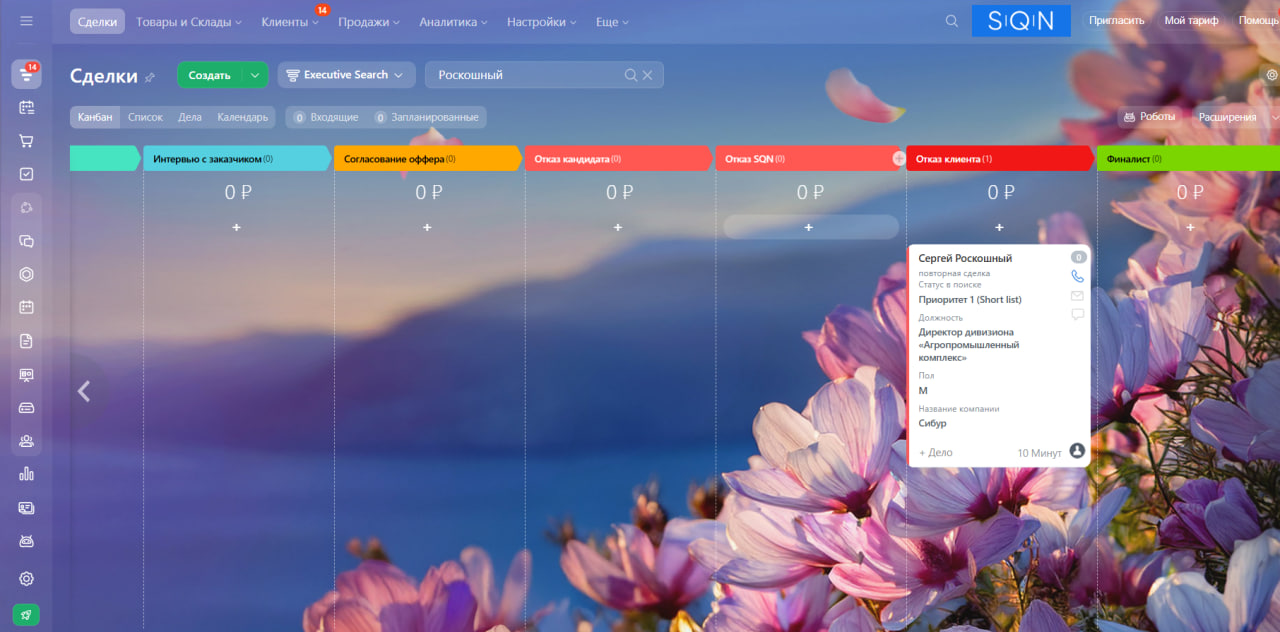 14
Сделки
Товары и Склады
Клиенты
Продажи
Аналитика
Настройки
Еще
SQN
Пригласить
Мой тариф
Помощь
14
Сделки
Создать
Executive Search
Роскошный
Канбан
Список
Дела
Календарь
0 Входящие
0 Запланированные
Роботы
Расширения
Интервью с заказчиком (0)
Согласование оффера (0)
Отказ кандидата (0)
Отказ SQN (0)
+
Отказ клиента (1)
Финалист (0)
0 ₽
0 ₽
0 ₽
0 ₽
0 ₽
0 ₽
+
+
+
+
+
+
Сергей Роскошный
0
повторная сделка
Статус в поиске
Приоритет 1 (Short list)
Должность
Директор дивизиона
«Агропромышленный
комплекс»
Пол
М
Название компании
Сибур
+ Дело
10 Минут